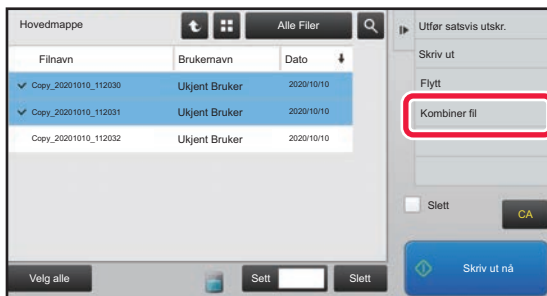 Hovedmappe
Alle Filer
Filnavn Brukernavn Dato
Copy_20201010_112030 Ukjent Bruker 2020/10/10
Copy_20201010_112031 Ukjent Bruker 2020/10/10
Copy_20201010_112032 Ukjent Bruker 2020/10/10
Velg alle
Sett
Slett
Utfør satsvis utskr.
Skriv ut
Flytt
Kombiner fil
Slett
CA
Skriv ut nå